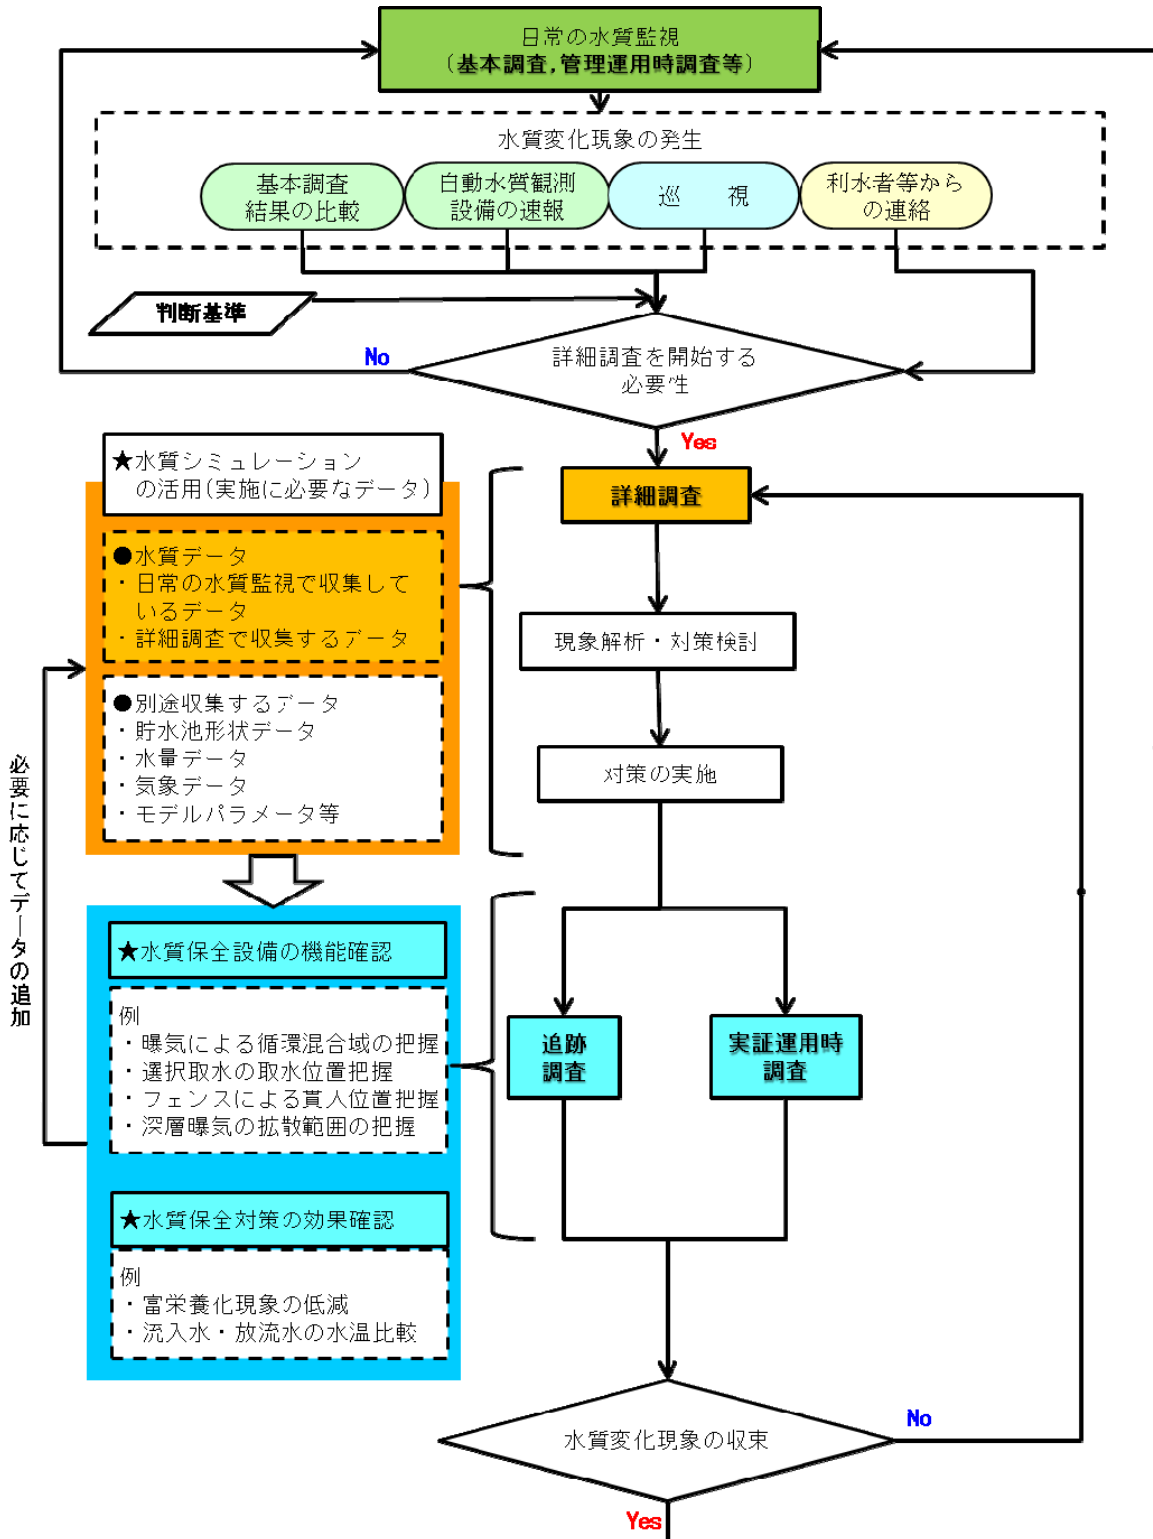 日常の水質監視
(基本調査,管理運用時調査等)
水質変化現象の発生
基本調査
結果の比較
自動水質観測
設備の速報
巡　視
利水者等から
の連絡
判断基準
詳細調査を開始する
必要性
No
Yes
★水質シミュレーション
の活用(実施に必要なデータ)
●水質データ
・日常の水質監視で収集して
いるデータ
・詳細調査で収集するデータ
●別途収集するデータ
・貯水池形状データ
・水量データ
・気象データ
・モデルパラメータ等
詳細調査
現象解析・対策検討
対策の実施
必要に応じてデータの追加
★水質保全設備の機能確認
例
・曝気による循環混合域の把握
・選択取水の取水位置把握
・フェンスによる貫入位置把握
・深層曝気の拡散範囲の把握
★水質保全対策の効果確認
例
・富栄養化現象の低減
・流入水・放流水の水温比較
追跡
調査
実証運用時
調査
水質変化現象の収束
No
Yes